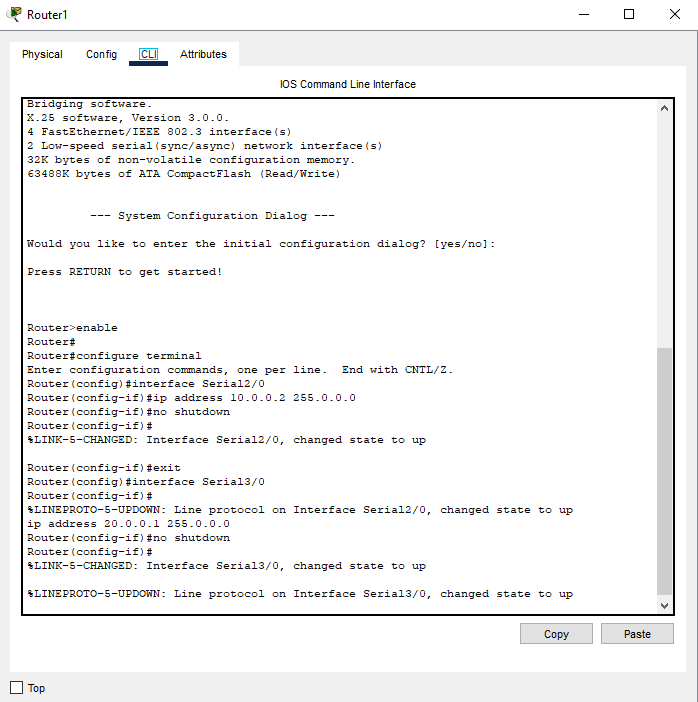 Router1
Physical Config CLI Attributes
IOS Command Line Interface
Bridging software.
X.25 software, Version 3.0.0.
4 FastEthernet/IEEE 802.3 interface(s)
2 Low-speed serial(sync/async) network interface(s)
32K bytes of non-volatile configuration memory.
63488K bytes of ATA CompactFlash (Read/Write)
--- System Configuration Dialog ---
Would you like to enter the initial configuration dialog? [yes/no]:
Press RETURN to get started!
Router>enable
Router#
Router#configure terminal
Enter configuration commands, one per line.  End with CNTL/Z.
Router(config)#interface Serial2/0
Router(config-if)#ip address 10.0.0.2 255.0.0.0
Router(config-if)#no shutdown
Router(config-if)#
%LINK-5-CHANGED: Interface Serial2/0, changed state to up
Router(config-if)#exit
Router(config)#interface Serial3/0
Router(config-if)#
%LINEPROTO-5-UPDOWN: Line protocol on Interface Serial2/0, changed state to up
ip address 20.0.0.1 255.0.0.0
Router(config-if)#no shutdown
Router(config-if)#
%LINK-5-CHANGED: Interface Serial3/0, changed state to up
%LINEPROTO-5-UPDOWN: Line protocol on Interface Serial3/0, changed state to up
Copy Paste
Top